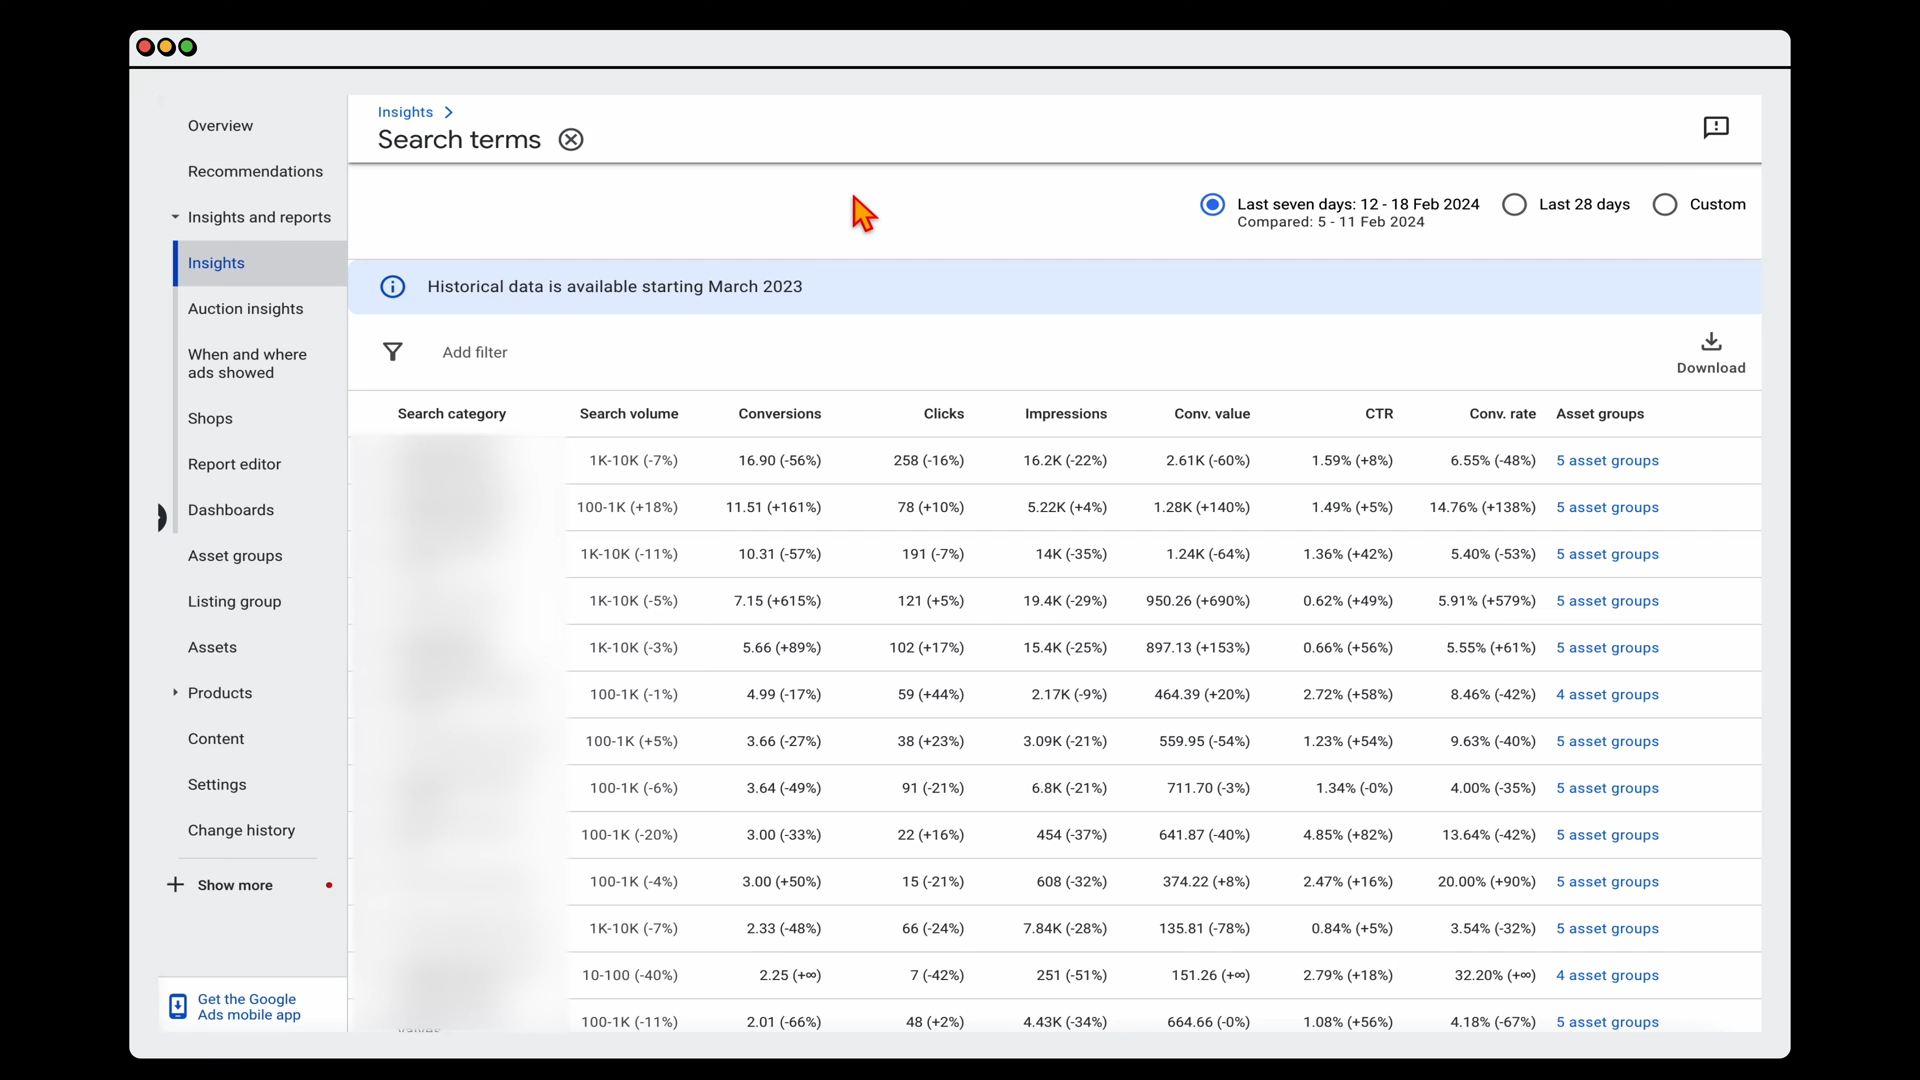 Overview
Recommendations
Insights and reports
Insights
Auction insights
When and where
ads showed
Shops
Report editor
Dashboards
Asset groups
Listing group
Assets
Products
Content
Settings
Change history
Show more
Get the Google
Ads mobile app
Insights
Search terms
Last seven days: 12 - 18 Feb 2024 Last 28 days Custom
Compared: 5 - 11 Feb 2024
Historical data is available starting March 2023
Add filter
Download
Search category Search volume Conversions Clicks Impressions Conv. value CTR Conv. rate Asset groups
1K-10K (-7%) 16.90 (-56%) 258 (-16%) 16.2K (-22%) 2.61K (-60%) 1.59% (+8%) 6.55% (-48%) 5 asset groups
100-1K (+18%) 11.51 (+161%) 78 (+10%) 5.22K (+4%) 1.28K (+140%) 1.49% (+5%) 14.76% (+138%) 5 asset groups
1K-10K (-11%) 10.31 (-57%) 191 (-7%) 14K (-35%) 1.24K (-64%) 1.36% (+42%) 5.40% (-53%) 5 asset groups
1K-10K (-5%) 7.15 (+615%) 121 (+5%) 19.4K (-29%) 950.26 (+690%) 0.62% (+49%) 5.91% (+579%) 5 asset groups
1K-10K (-3%) 5.66 (+89%) 102 (+17%) 15.4K (-25%) 897.13 (+153%) 0.66% (+56%) 5.55% (+61%) 5 asset groups
100-1K (-1%) 4.99 (-17%) 59 (+44%) 2.17K (-9%) 464.39 (+20%) 2.72% (+58%) 8.46% (-42%) 4 asset groups
100-1K (+5%) 3.66 (-27%) 38 (+23%) 3.09K (-21%) 559.95 (-54%) 1.23% (+54%) 9.63% (-40%) 5 asset groups
100-1K (-6%) 3.64 (-49%) 91 (-21%) 6.8K (-21%) 711.70 (-3%) 1.34% (-0%) 4.00% (-35%) 5 asset groups
100-1K (-20%) 3.00 (-33%) 22 (+16%) 454 (-37%) 641.87 (-40%) 4.85% (+82%) 13.64% (-42%) 5 asset groups
100-1K (-4%) 3.00 (+50%) 15 (-21%) 608 (-32%) 374.22 (+8%) 2.47% (+16%) 20.00% (+90%) 5 asset groups
1K-10K (-7%) 2.33 (-48%) 66 (-24%) 7.84K (-28%) 135.81 (-78%) 0.84% (+5%) 3.54% (-32%) 5 asset groups
10-100 (-40%) 2.25 (+∞) 7 (-42%) 251 (-51%) 151.26 (+∞) 2.79% (+18%) 32.20% (+∞) 4 asset groups
100-1K (-11%) 2.01 (-66%) 48 (+2%) 4.43K (-34%) 664.66 (-0%) 1.08% (+56%) 4.18% (-67%) 5 asset groups